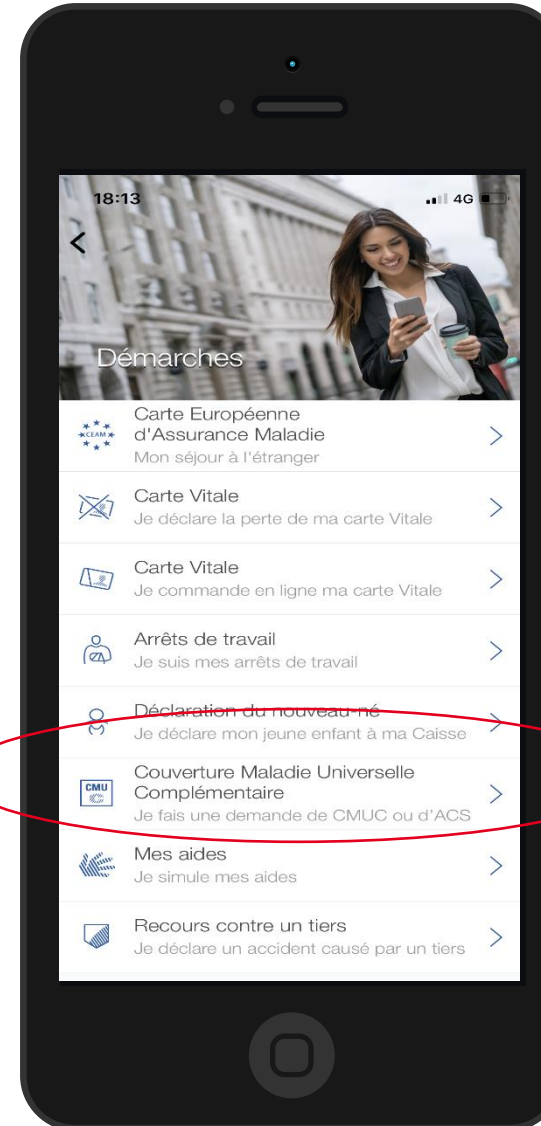 18:13
4G
Démarches
CEAM
Carte Européenne
d'Assurance Maladie
Mon séjour à l'étranger
Carte Vitale
Je déclare la perte de ma carte Vitale
Carte Vitale
Je commande en ligne ma carte Vitale
Arrêts de travail
Je suis mes arrêts de travail
Déclaration du nouveau-né
Je déclare mon jeune enfant à ma Caisse
CMU
Couverture Maladie Universelle
Complémentaire
Je fais une demande de CMUC ou d'ACS
Mes aides
Je simule mes aides
Recours contre un tiers
Je déclare un accident causé par un tiers